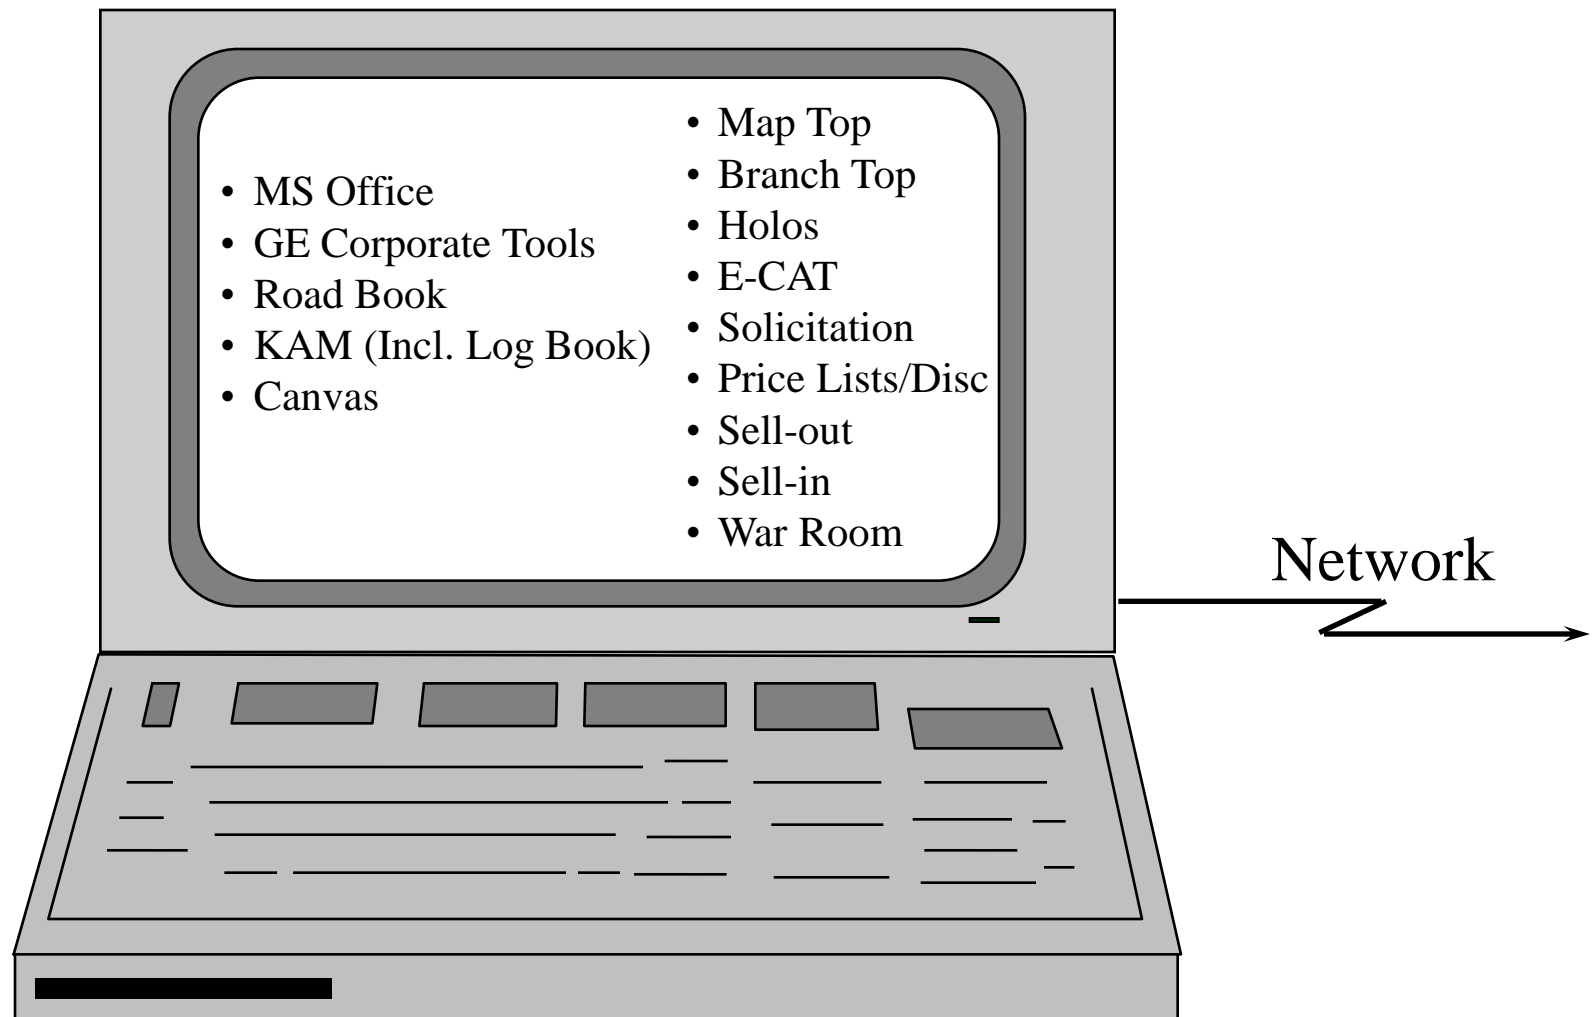 • MS Office
• GE Corporate Tools
• Road Book
• KAM (Incl. Log Book)
• Canvas
• Map Top
• Branch Top
• Holos
• E-CAT
• Solicitation
• Price Lists/Disc
• Sell-out
• Sell-in
• War Room
Network